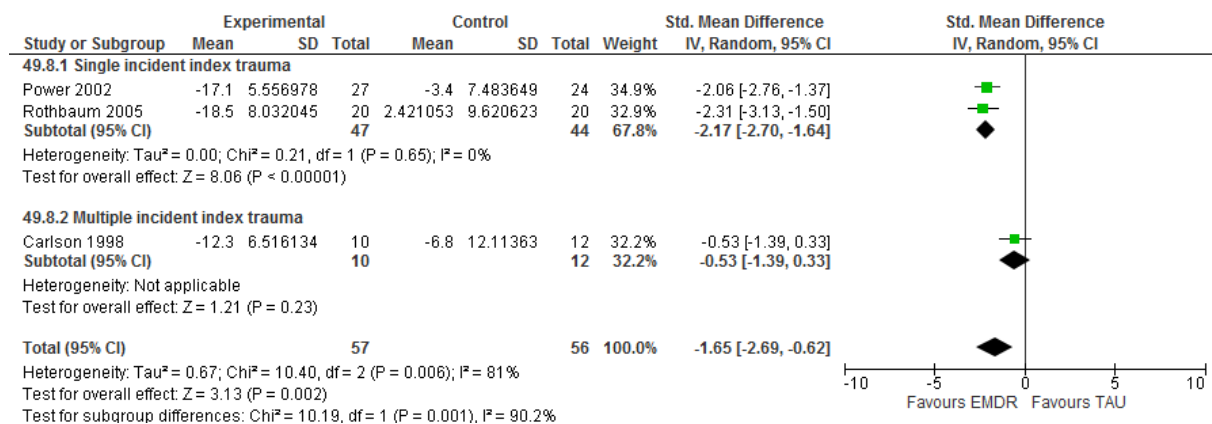 Experimental Control Std. Mean Difference Std. Mean Difference
Study or Subgroup Mean SD Total Mean SD Total Weight IV, Random, 95% CI IV, Random, 95% CI
49.8.1 Single incident index trauma
Power 2002 -17.1 5.556978 27 -3.4 7.483649 24 34.9% -2.06 [-2.76, -1.37]
Rothbaum 2005 -18.5 8.032045 20 2.421053 9.620623 20 32.9% -2.31 [-3.13, -1.50]
Subtotal (95% CI) 47 44 67.8% -2.17 [-2.70, -1.64]
Heterogeneity: Tau² = 0.00; Chi² = 0.21, df = 1 (P = 0.65); I² = 0%
Test for overall effect: Z = 8.06 (P < 0.00001)
49.8.2 Multiple incident index trauma
Carlson 1998 -12.3 6.516134 10 -6.8 12.11363 12 32.2% -0.53 [-1.39, 0.33]
Subtotal (95% CI) 10 12 32.2% -0.53 [-1.39, 0.33]
Heterogeneity: Not applicable
Test for overall effect: Z = 1.21 (P = 0.23)
Total (95% CI) 57 56 100.0% -1.65 [-2.69, -0.62]
Heterogeneity: Tau² = 0.67; Chi² = 10.40, df = 2 (P = 0.006); I² = 81%
Test for overall effect: Z = 3.13 (P = 0.002)
Test for subgroup differences: Chi² = 10.19, df = 1 (P = 0.001), I² = 90.2%
-10 -5 0 5 10
Favours EMDR Favours TAU